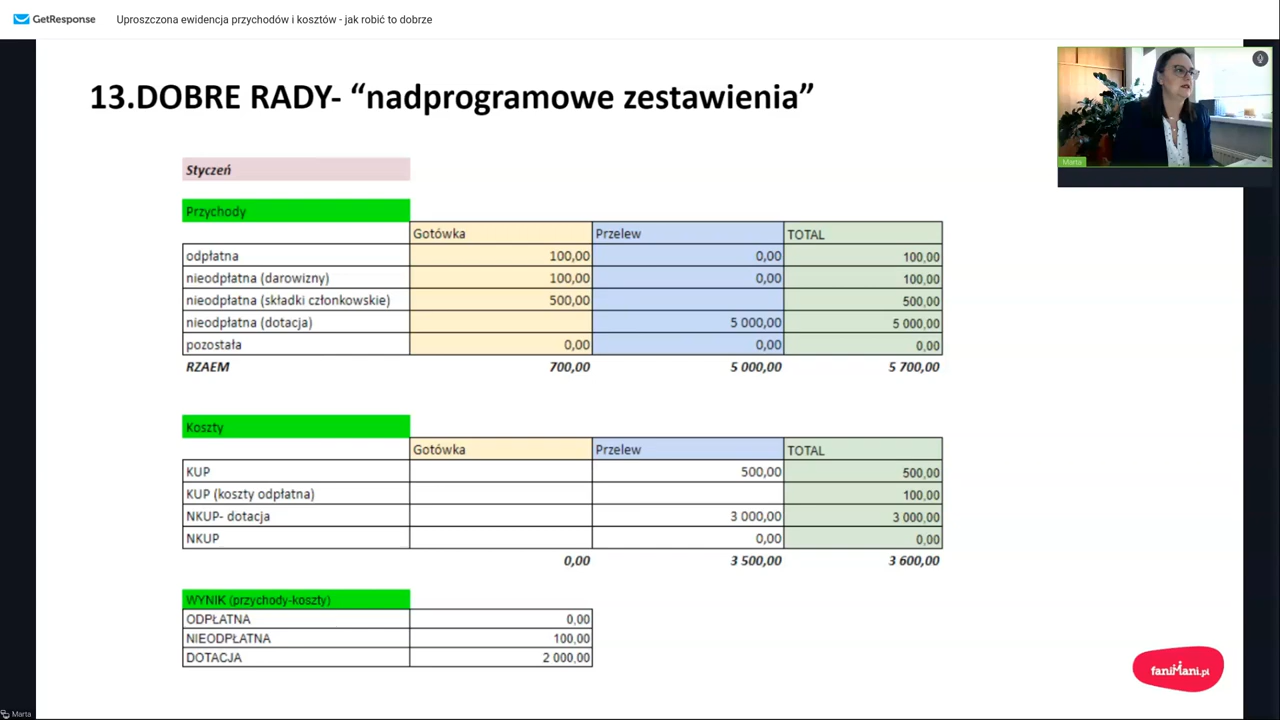 GetResponse Uproszczona ewidencja przychodów i kosztów - jak robić to dobrze
13.DOBRE RADY- “nadprogramowe zestawienia”
Marta
Styczeń
Przychody
Gotówka Przelew TOTAL
odpłatna 100,00 0,00 100,00
nieodpłatna (darowizny) 100,00 0,00 100,00
nieodpłatna (składki członkowskie) 500,00 500,00
nieodpłatna (dotacja) 5 000,00 5 000,00
pozostała 0,00 0,00 0,00
RZAEM 700,00 5 000,00 5 700,00
Koszty
Gotówka Przelew TOTAL
KUP 500,00 500,00
KUP (koszty odpłatna) 100,00
NKUP- dotacja 3 000,00 3 000,00
NKUP 0,00 0,00
0,00 3 500,00 3 600,00
WYNIK (przychody-koszty)
ODPŁATNA 0,00
NIEODPŁATNA 100,00
DOTACJA 2 000,00
faniMani.pl
Marta